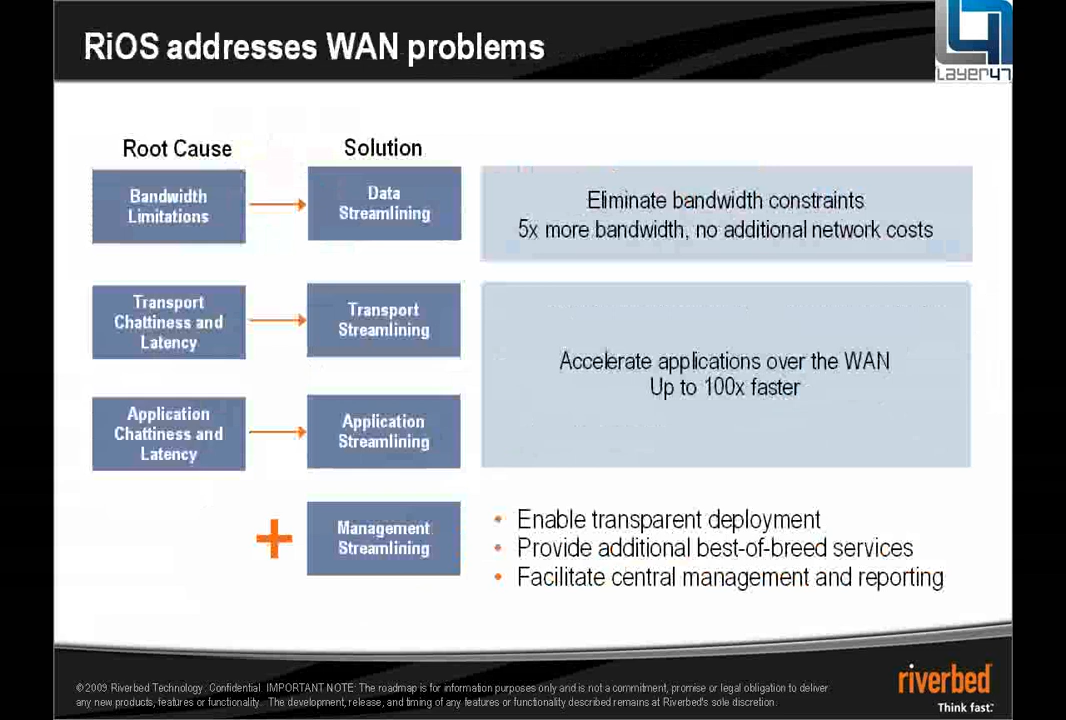 RiOS addresses WAN problems
Layer47
Root Cause
Solution
Bandwidth
Limitations
Data
Streamlining
Eliminate bandwidth constraints
5x more bandwidth, no additional network costs
Transport
Chattiness and
Latency
Transport
Streamlining
Accelerate applications over the WAN
Up to 100x faster
Application
Chattiness and
Latency
Application
Streamlining
+
Management
Streamlining
• Enable transparent deployment
• Provide additional best-of-breed services
• Facilitate central management and reporting
© 2009 Riverbed Technology. Confidential. IMPORTANT NOTE: The roadmap is for information purposes only and is not a commitment, promise or legal obligation to deliver
any new products, features or functionality. The development, release, and timing of any features or functionality described remains at Riverbed's sole discretion.
riverbed
Think fast.™